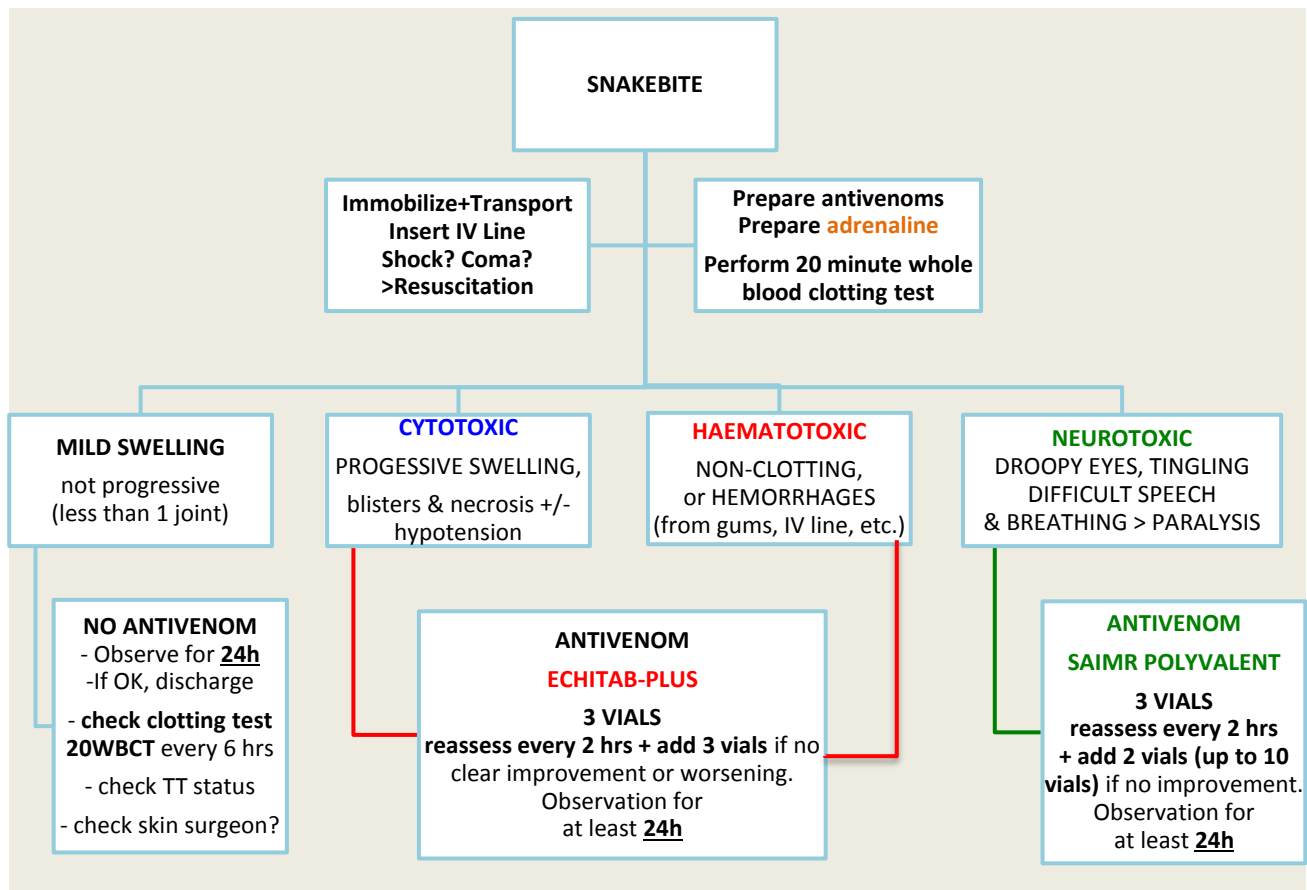 SNAKEBITE
Immobilize+Transport
Insert IV Line
Shock? Coma?
>Resuscitation
Prepare antivenoms
Prepare adrenaline
Perform 20 minute whole
blood clotting test
MILD SWELLING
not progressive
(less than 1 joint)
CYTOTOXIC
PROGESSIVE SWELLING,
blisters & necrosis +/-
hypotension
HAEMATOTOXIC
NON-CLOTTING,
or HEMORRHAGES
(from gums, IV line, etc.)
NEUROTOXIC
DROOPY EYES, TINGLING
DIFFICULT SPEECH
& BREATHING > PARALYSIS
NO ANTIVENOM
- Observe for 24h
-If OK, discharge
- check clotting test
20WBCT every 6 hrs
- check TT status
- check skin surgeon?
ANTIVENOM
ECHITAB-PLUS
3 VIALS
reassess every 2 hrs + add 3 vials if no
clear improvement or worsening.
Observation for
at least 24h
ANTIVENOM
SAIMR POLYVALENT
3 VIALS
reassess every 2 hrs
+ add 2 vials (up to 10
vials) if no improvement.
Observation for
at least 24h